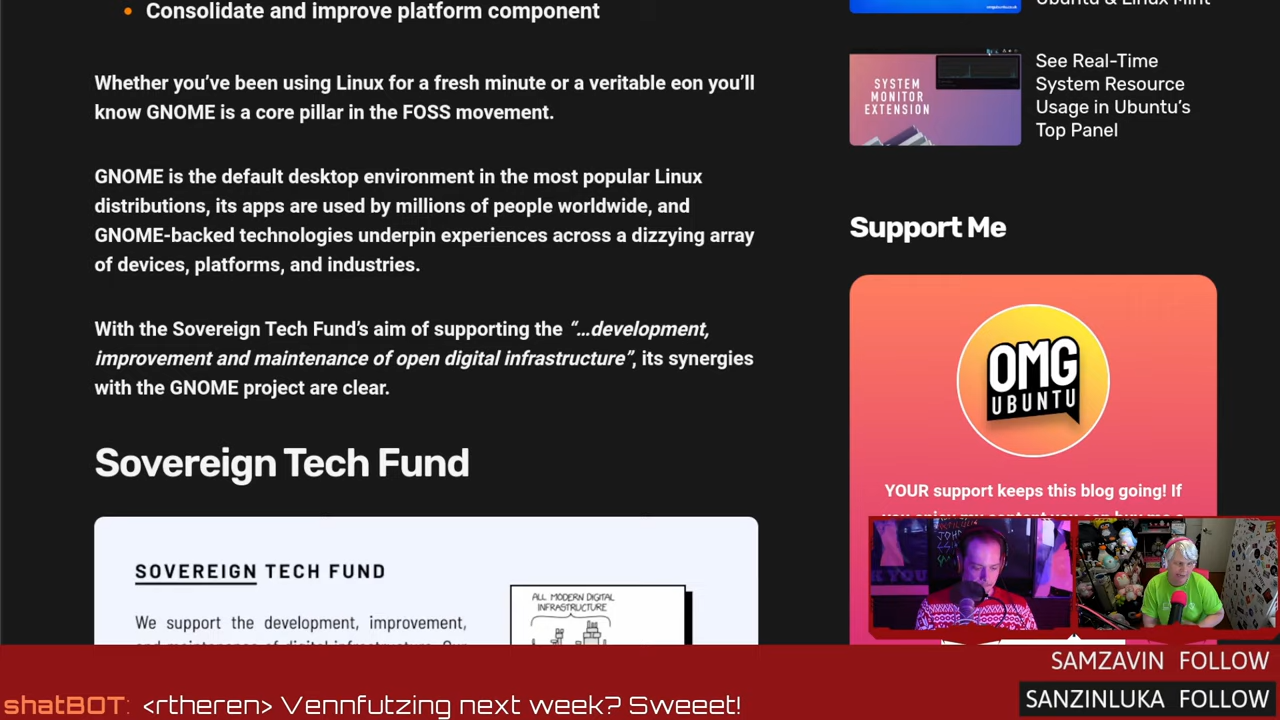 Consolidate and improve platform component
Whether you’ve been using Linux for a fresh minute or a veritable eon you’ll
know GNOME is a core pillar in the FOSS movement.
GNOME is the default desktop environment in the most popular Linux
distributions, its apps are used by millions of people worldwide, and
GNOME-backed technologies underpin experiences across a dizzying array
of devices, platforms, and industries.
With the Sovereign Tech Fund’s aim of supporting the “…development,
improvement and maintenance of open digital infrastructure”, its synergies
with the GNOME project are clear.
Sovereign Tech Fund
SOVEREIGN TECH FUND
We support the development, improvement,
ALL MODERN DIGITAL
INFRASTRUCTURE
Ubuntu & Linux Mint
SYSTEM
MONITOR
EXTENSION
See Real-Time
System Resource
Usage in Ubuntu’s
Top Panel
Support Me
OMG
UBUNTU
YOUR support keeps this blog going! If
SAMZAVIN FOLLOW
SANZINLUKA FOLLOW
shatBOT: <rtheren> Vennfutzing next week? Sweeet!